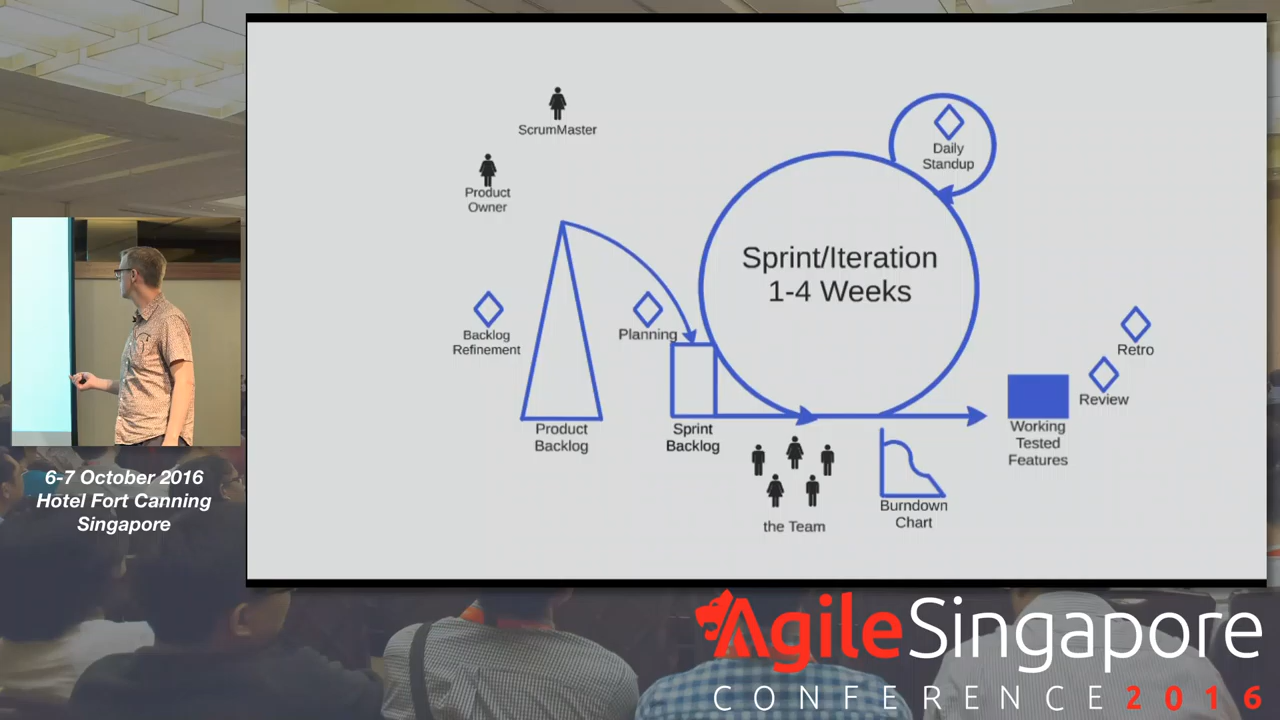 ScrumMaster
Product
Owner
Daily
Standup
Sprint/Iteration
1-4 Weeks
Backlog
Refinement
Planning
Retro
Review
Product
Backlog
Sprint
Backlog
Working
Tested
Features
the Team
Burndown
Chart
6-7 October 2016
Hotel Fort Canning
Singapore
AgileSingapore
CONFERENCE 2016